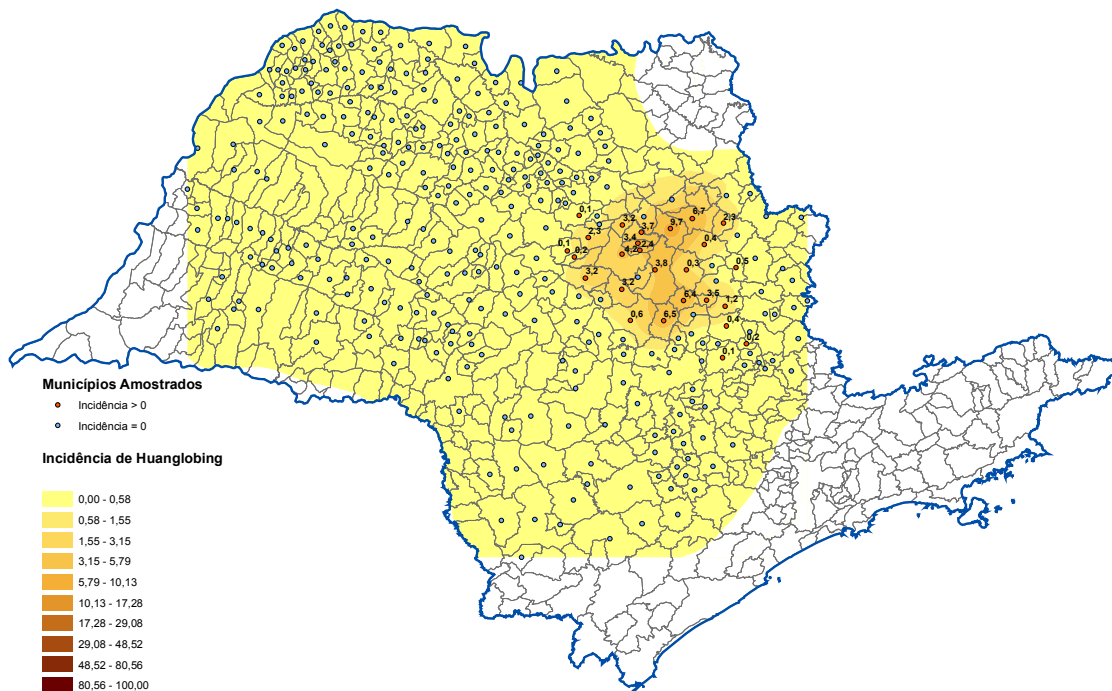 0,1
3,2
6,7
2,3
3,7
9,7
2,3
3,4
2,4
0,4
0,1
0,2
4,2
3,8
0,3
0,5
3,2
3,2
6,4
3,5
1,2
0,6
6,5
0,4
0,2
0,1
Municípios Amostrados
Incidência > 0
Incidência = 0
Incidência de Huanglobing
0,00 - 0,58
0,58 - 1,55
1,55 - 3,15
3,15 - 5,79
5,79 - 10,13
10,13 - 17,28
17,28 - 29,08
29,08 - 48,52
48,52 - 80,56
80,56 - 100,00